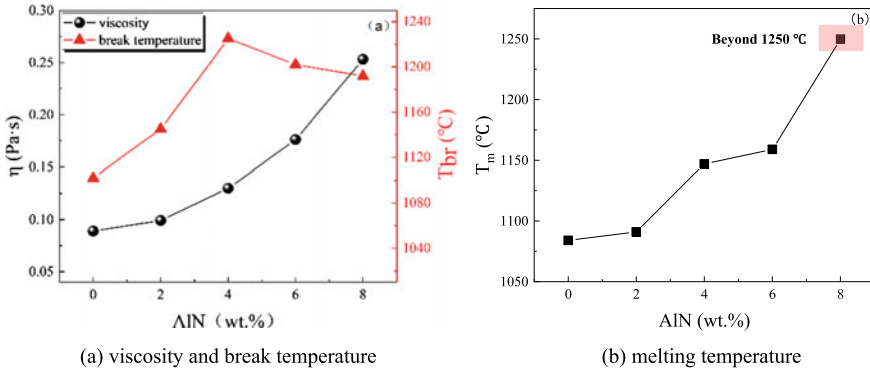 (a)
viscosity
break temperature
0.30
0.25
0.20
0.15
0.10
0.05
η (Pa·s)
1240
1200
1160
1120
1080
1040
Tbr (℃)
0 2 4 6 8
AlN (wt.%)
(a) viscosity and break temperature
(b)
Beyond 1250 ℃
1250
1200
1150
1100
1050
Tm (℃)
0 2 4 6 8
AlN (wt.%)
(b) melting temperature